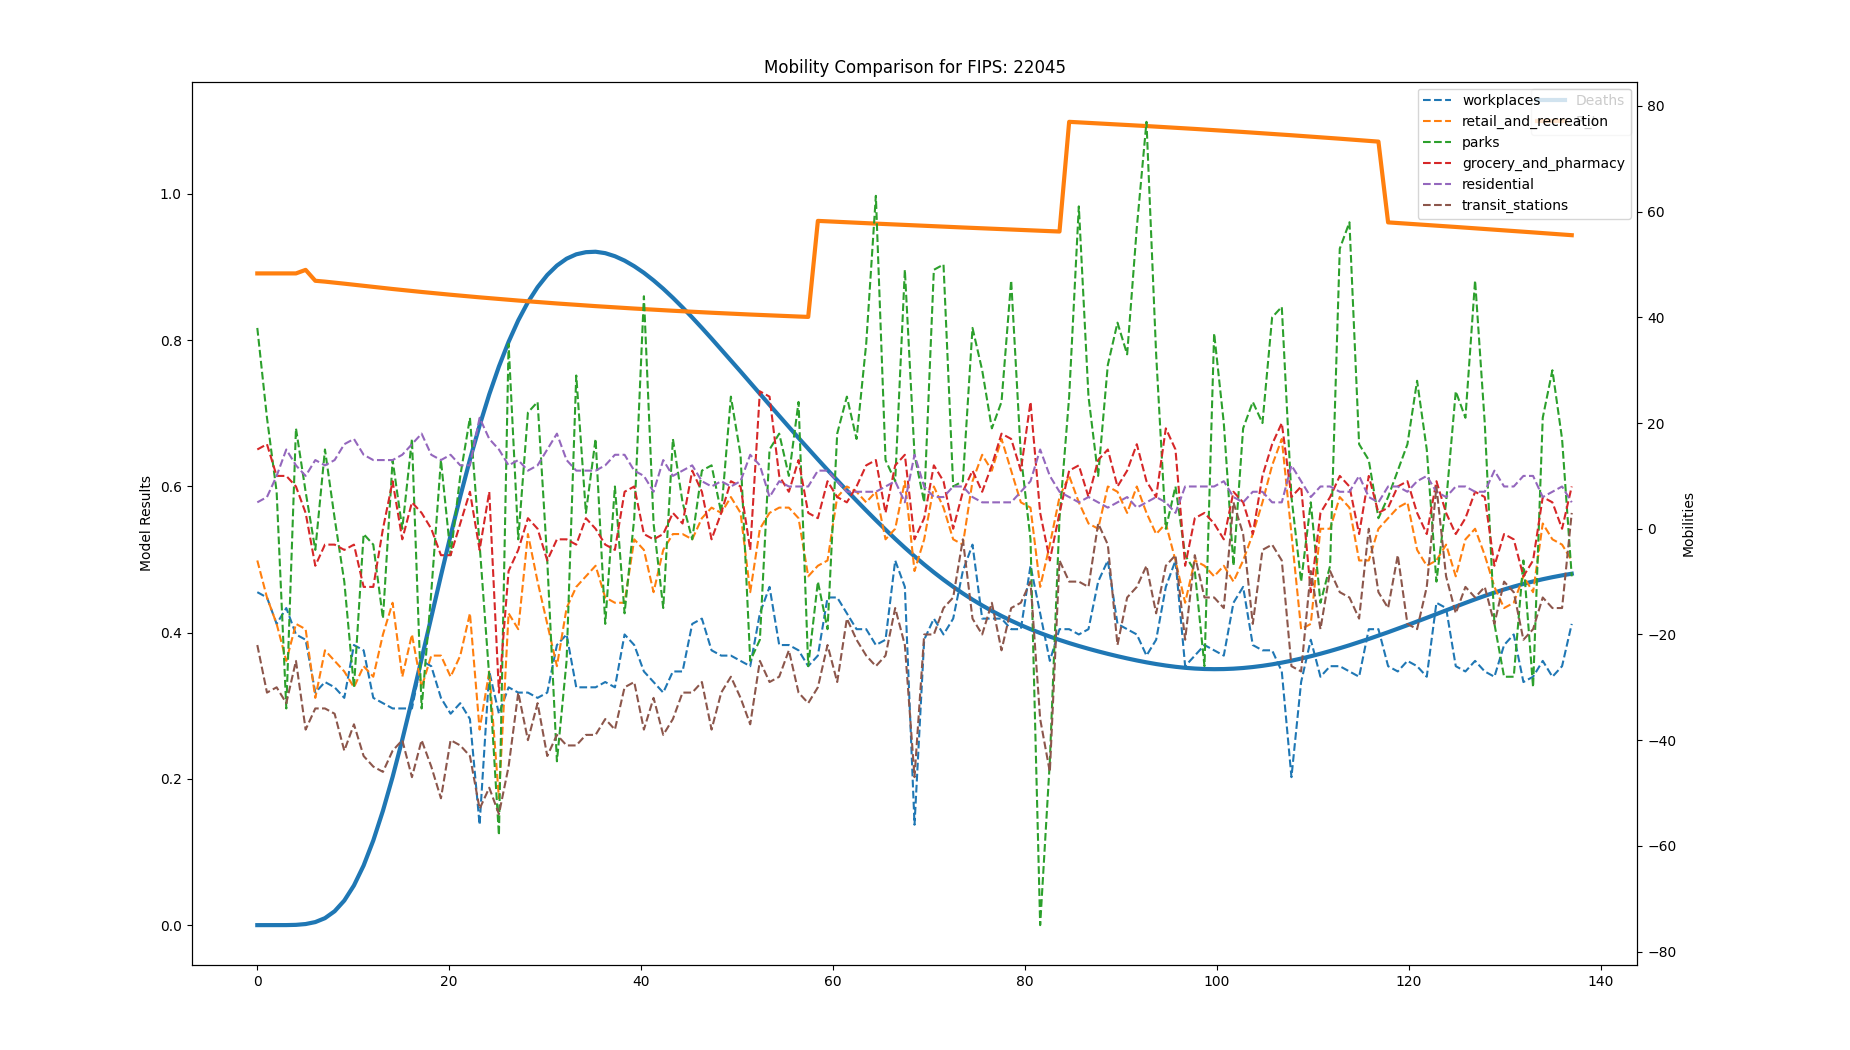 Mobility Comparison for FIPS: 22045
workplaces
retail_and_recreation
parks
grocery_and_pharmacy
residential
transit_stations
Deaths
Model Results
1.0
0.8
0.6
0.4
0.2
0.0
Mobilities
80
60
40
20
0
−20
−40
−60
−80
0
20
40
60
80
100
120
140